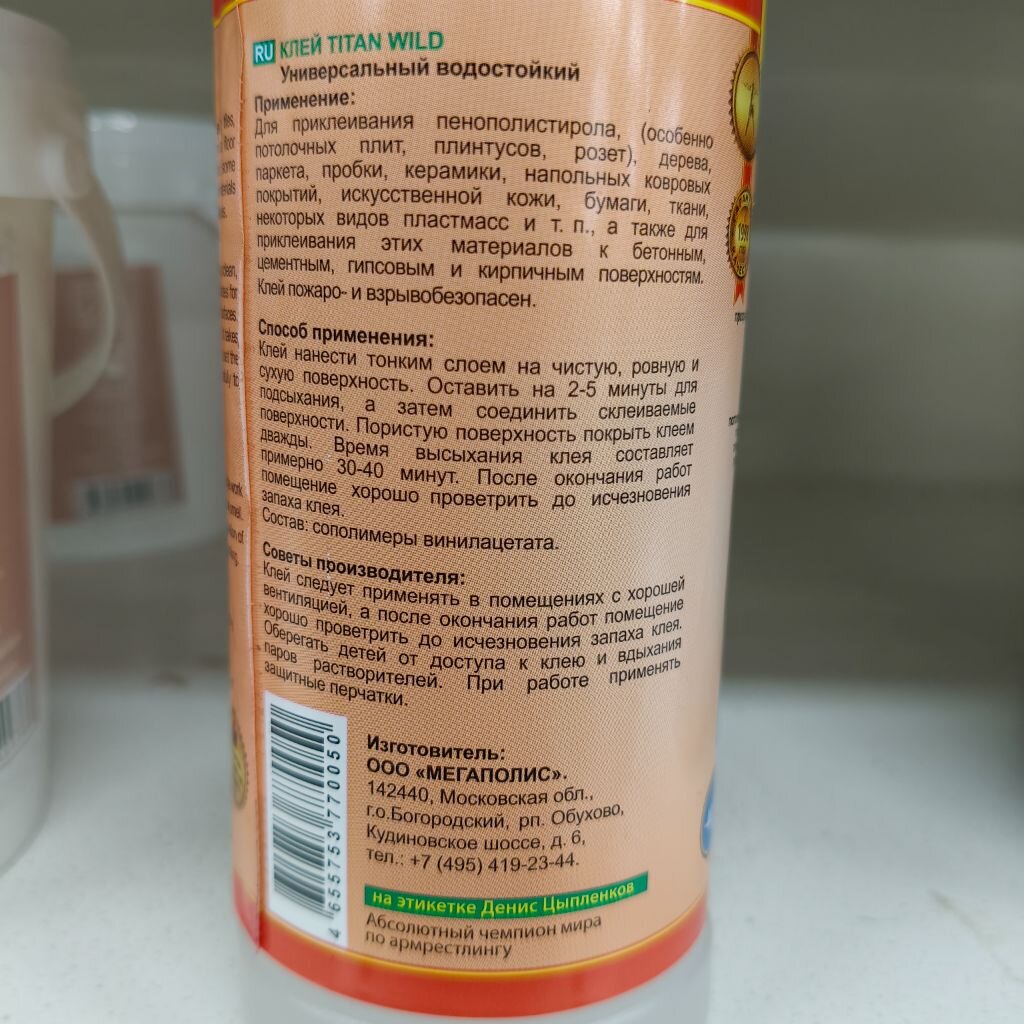 RU КЛЕЙ TITAN WILD
Универсальный водостойкий
Применение:
Для приклеивания пенополистирола, (особенно
потолочных плит, плинтусов, розет), дерева,
паркета, пробки, керамики, напольных ковровых
покрытий, искусственной кожи, бумаги, ткани,
некоторых видов пластмасс и т. п., а также для
приклеивания этих материалов к бетонным,
цементным, гипсовым и кирпичным поверхностям.
Клей пожаро- и взрывобезопасен.
Способ применения:
Клей нанести тонким слоем на чистую, ровную и
сухую поверхность. Оставить на 2-5 минуты для
подсыхания, а затем соединить склеиваемые
поверхности. Пористую поверхность покрыть клеем
дважды. Время высыхания клея составляет
примерно 30-40 минут. После окончания работ
помещение хорошо проветрить до исчезновения
запаха клея.
Состав: сополимеры винилацетата.
Советы производителя:
Клей следует применять в помещениях с хорошей
вентиляцией, а после окончания работ помещение
хорошо проветрить до исчезновения запаха клея.
Оберегать детей от доступа к клею и вдыхания
паров растворителей. При работе применять
защитные перчатки.
4 655753 770050
Изготовитель:
ООО «МЕГАПОЛИС».
142440, Московская обл.,
г.о.Богородский, рп. Обухово,
Кудиновское шоссе, д. 6,
тел.: +7 (495) 419-23-44.
на этикетке Денис Цыпленков
Абсолютный чемпион мира
по армрестлингу